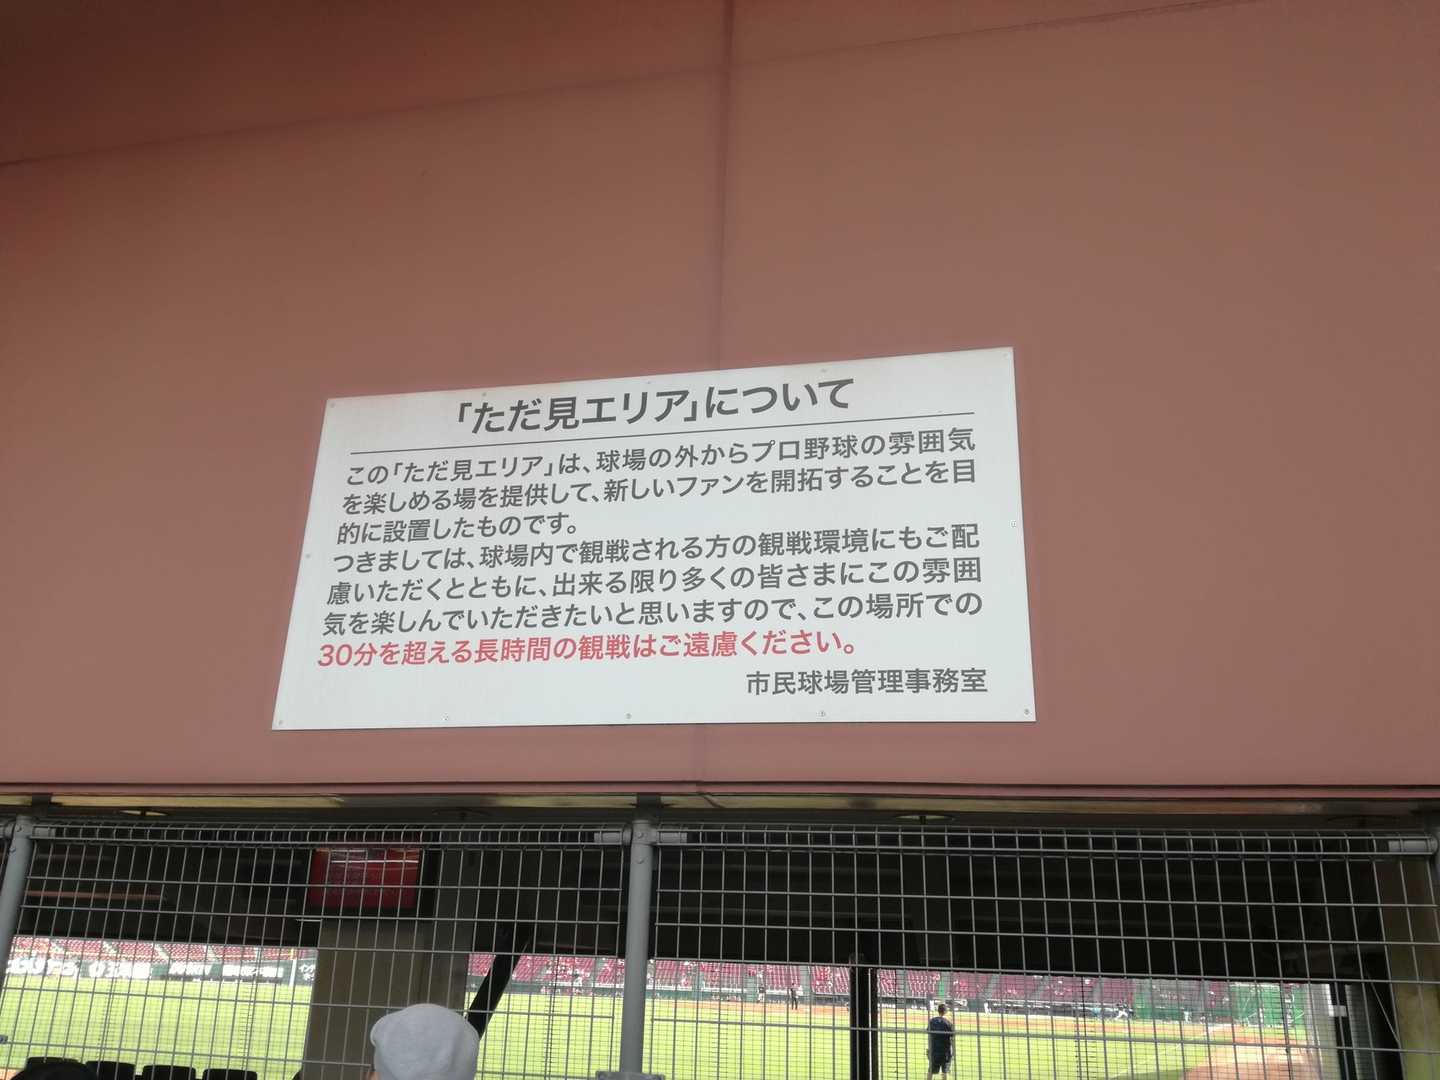 「ただ見エリア」について
この「ただ見エリア」は、球場の外からプロ野球の雰囲気
を楽しめる場を提供して、新しいファンを開拓することを目
的に設置したものです。
つきましては、球場内で観戦される方の観戦環境にもご配
慮いただくとともに、出来る限り多くの皆さまにこの雰囲
気を楽しんでいただきたいと思いますので、この場所での
30分を超える長時間の観戦はご遠慮ください。
市民球場管理事務室